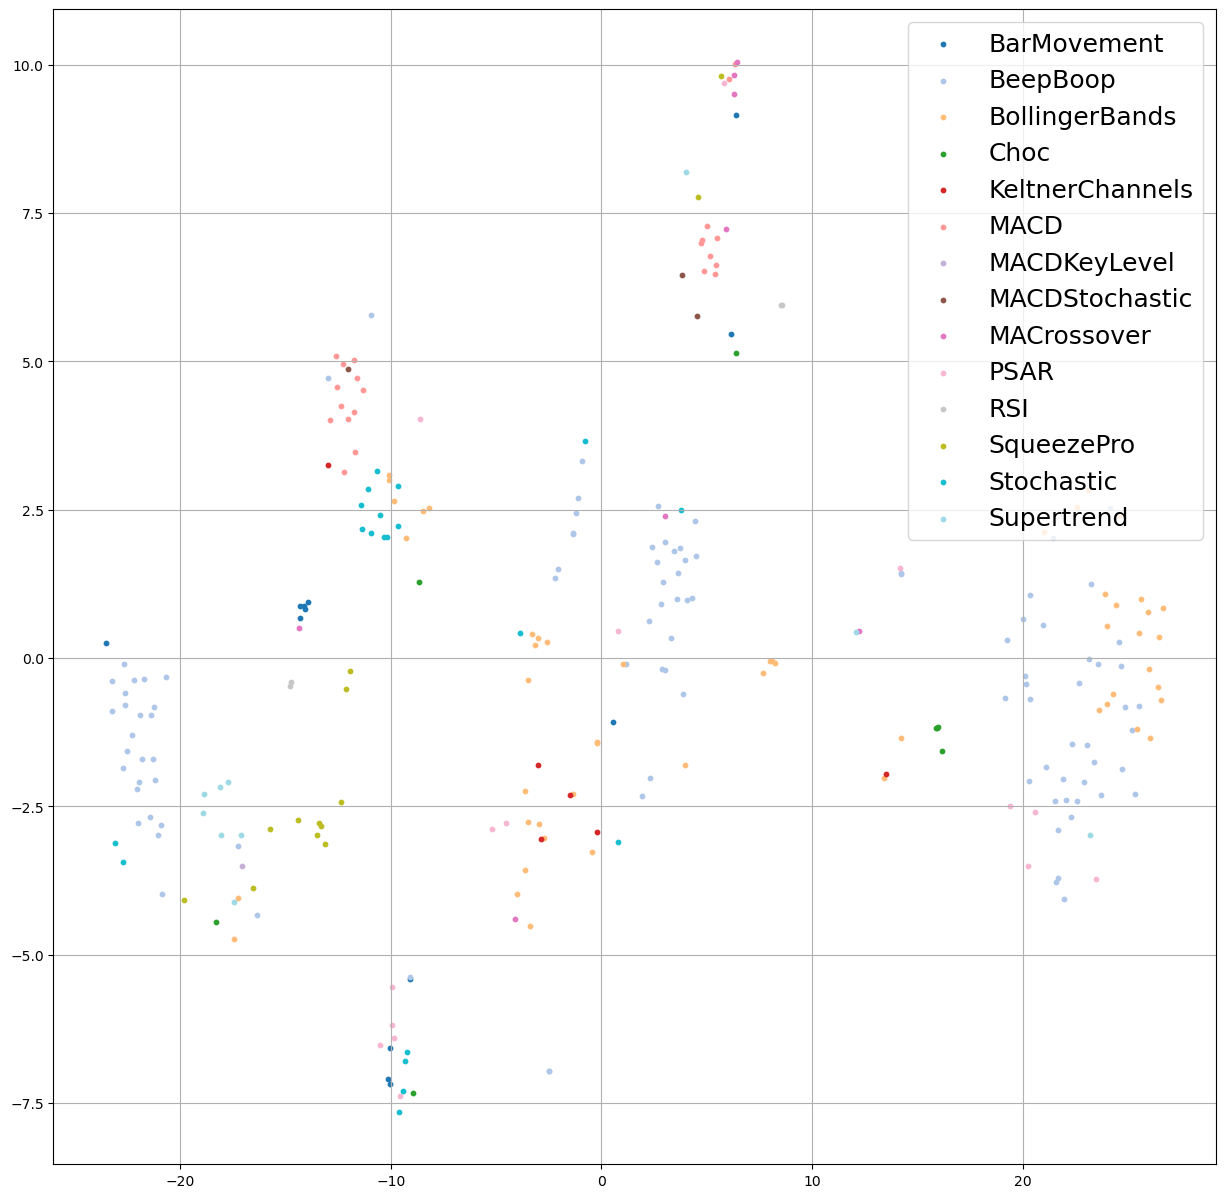 BarMovement
BeepBoop
BollingerBands
Choc
KeltnerChannels
MACD
MACDKeyLevel
MACDStochastic
MACrossover
PSAR
RSI
SqueezePro
Stochastic
Supertrend
10.0
7.5
5.0
2.5
0.0
−2.5
−5.0
−7.5
−20 −10 0 10 20